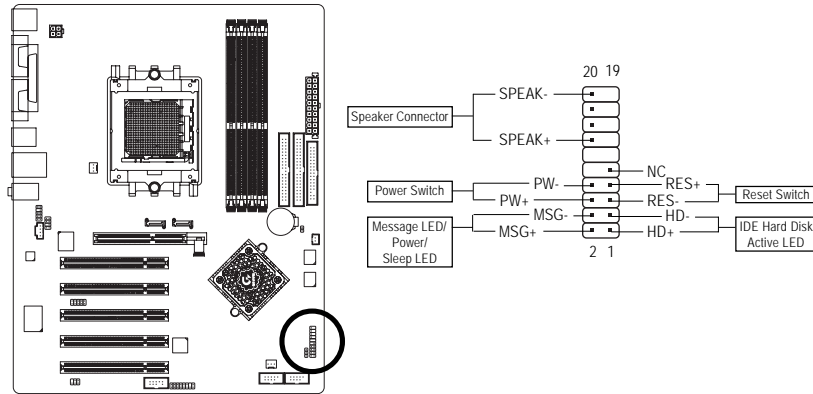 20 19
SPEAK-
Speaker Connector
SPEAK+
NC
PW-
RES+
Power Switch
Reset Switch
PW+
RES-
MSG-
HD-
Message LED/
Power/
Sleep LED
IDE Hard Disk
Active LED
MSG+
HD+
2 1